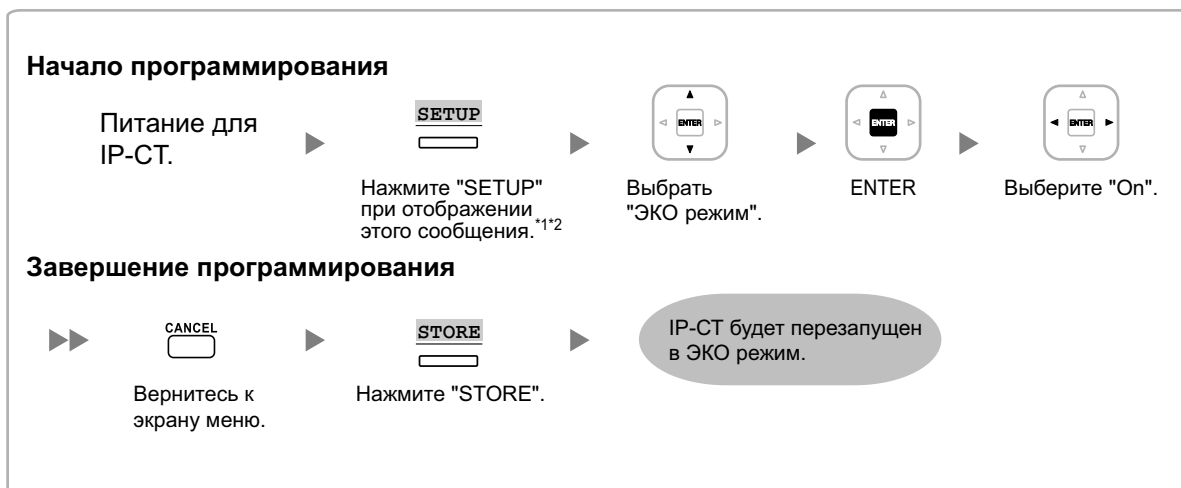 Начало программирования
Питание для
IP-CT.
SETUP
Нажмите "SETUP"
при отображении
этого сообщения.*1*2
ENTER
Выбрать
"ЭКО режим".
ENTER
ENTER
ENTER
Выберите "On".
Завершение программирования
CANCEL
Вернитесь к
экрану меню.
STORE
Нажмите "STORE".
IP-CT будет перезапущен
в ЭКО режим.